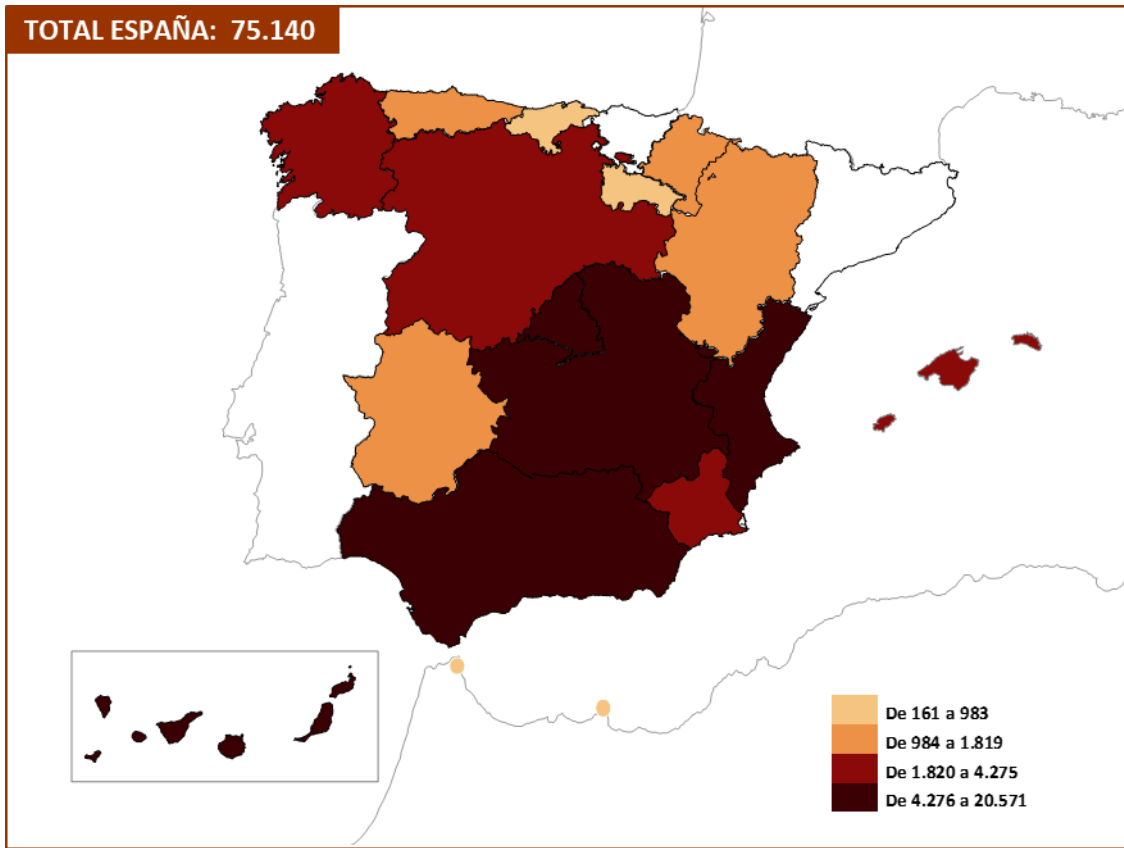 TOTAL ESPAÑA: 75.140
De 161 a 983
De 984 a 1.819
De 1.820 a 4.275
De 4.276 a 20.571